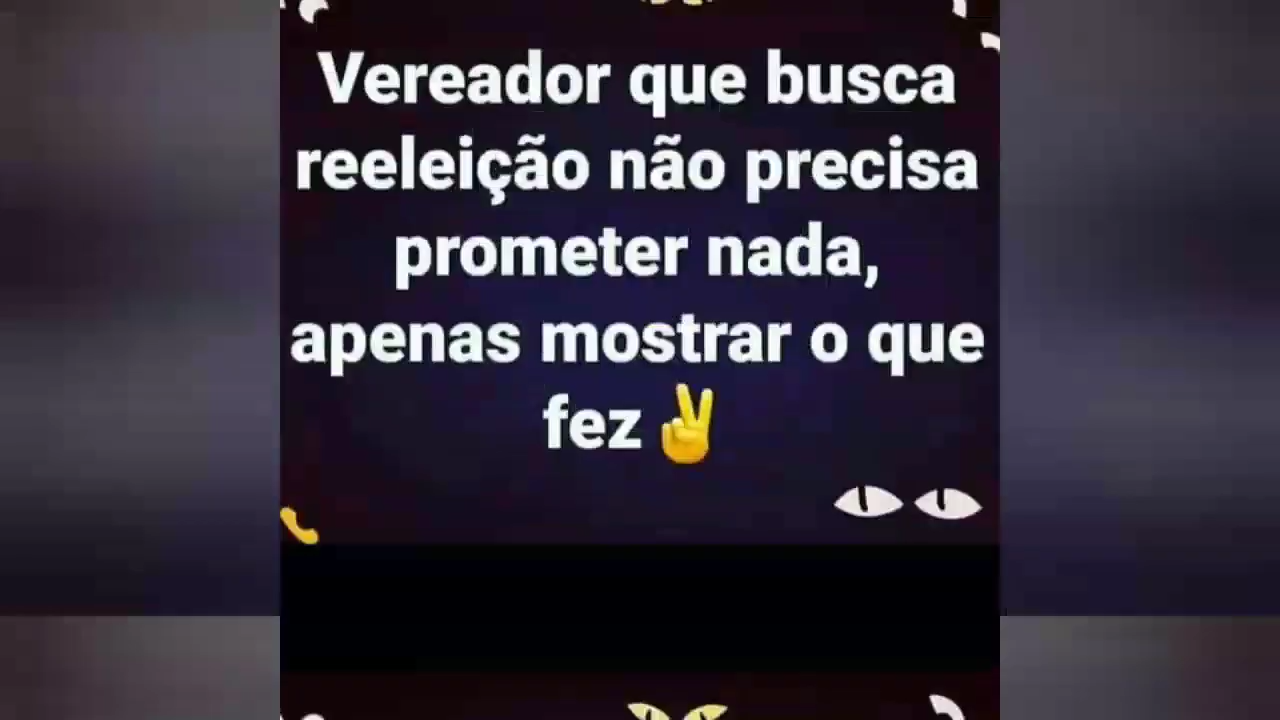 Vereador que busca
reeleição não precisa
prometer nada,
apenas mostrar o que
fez✌